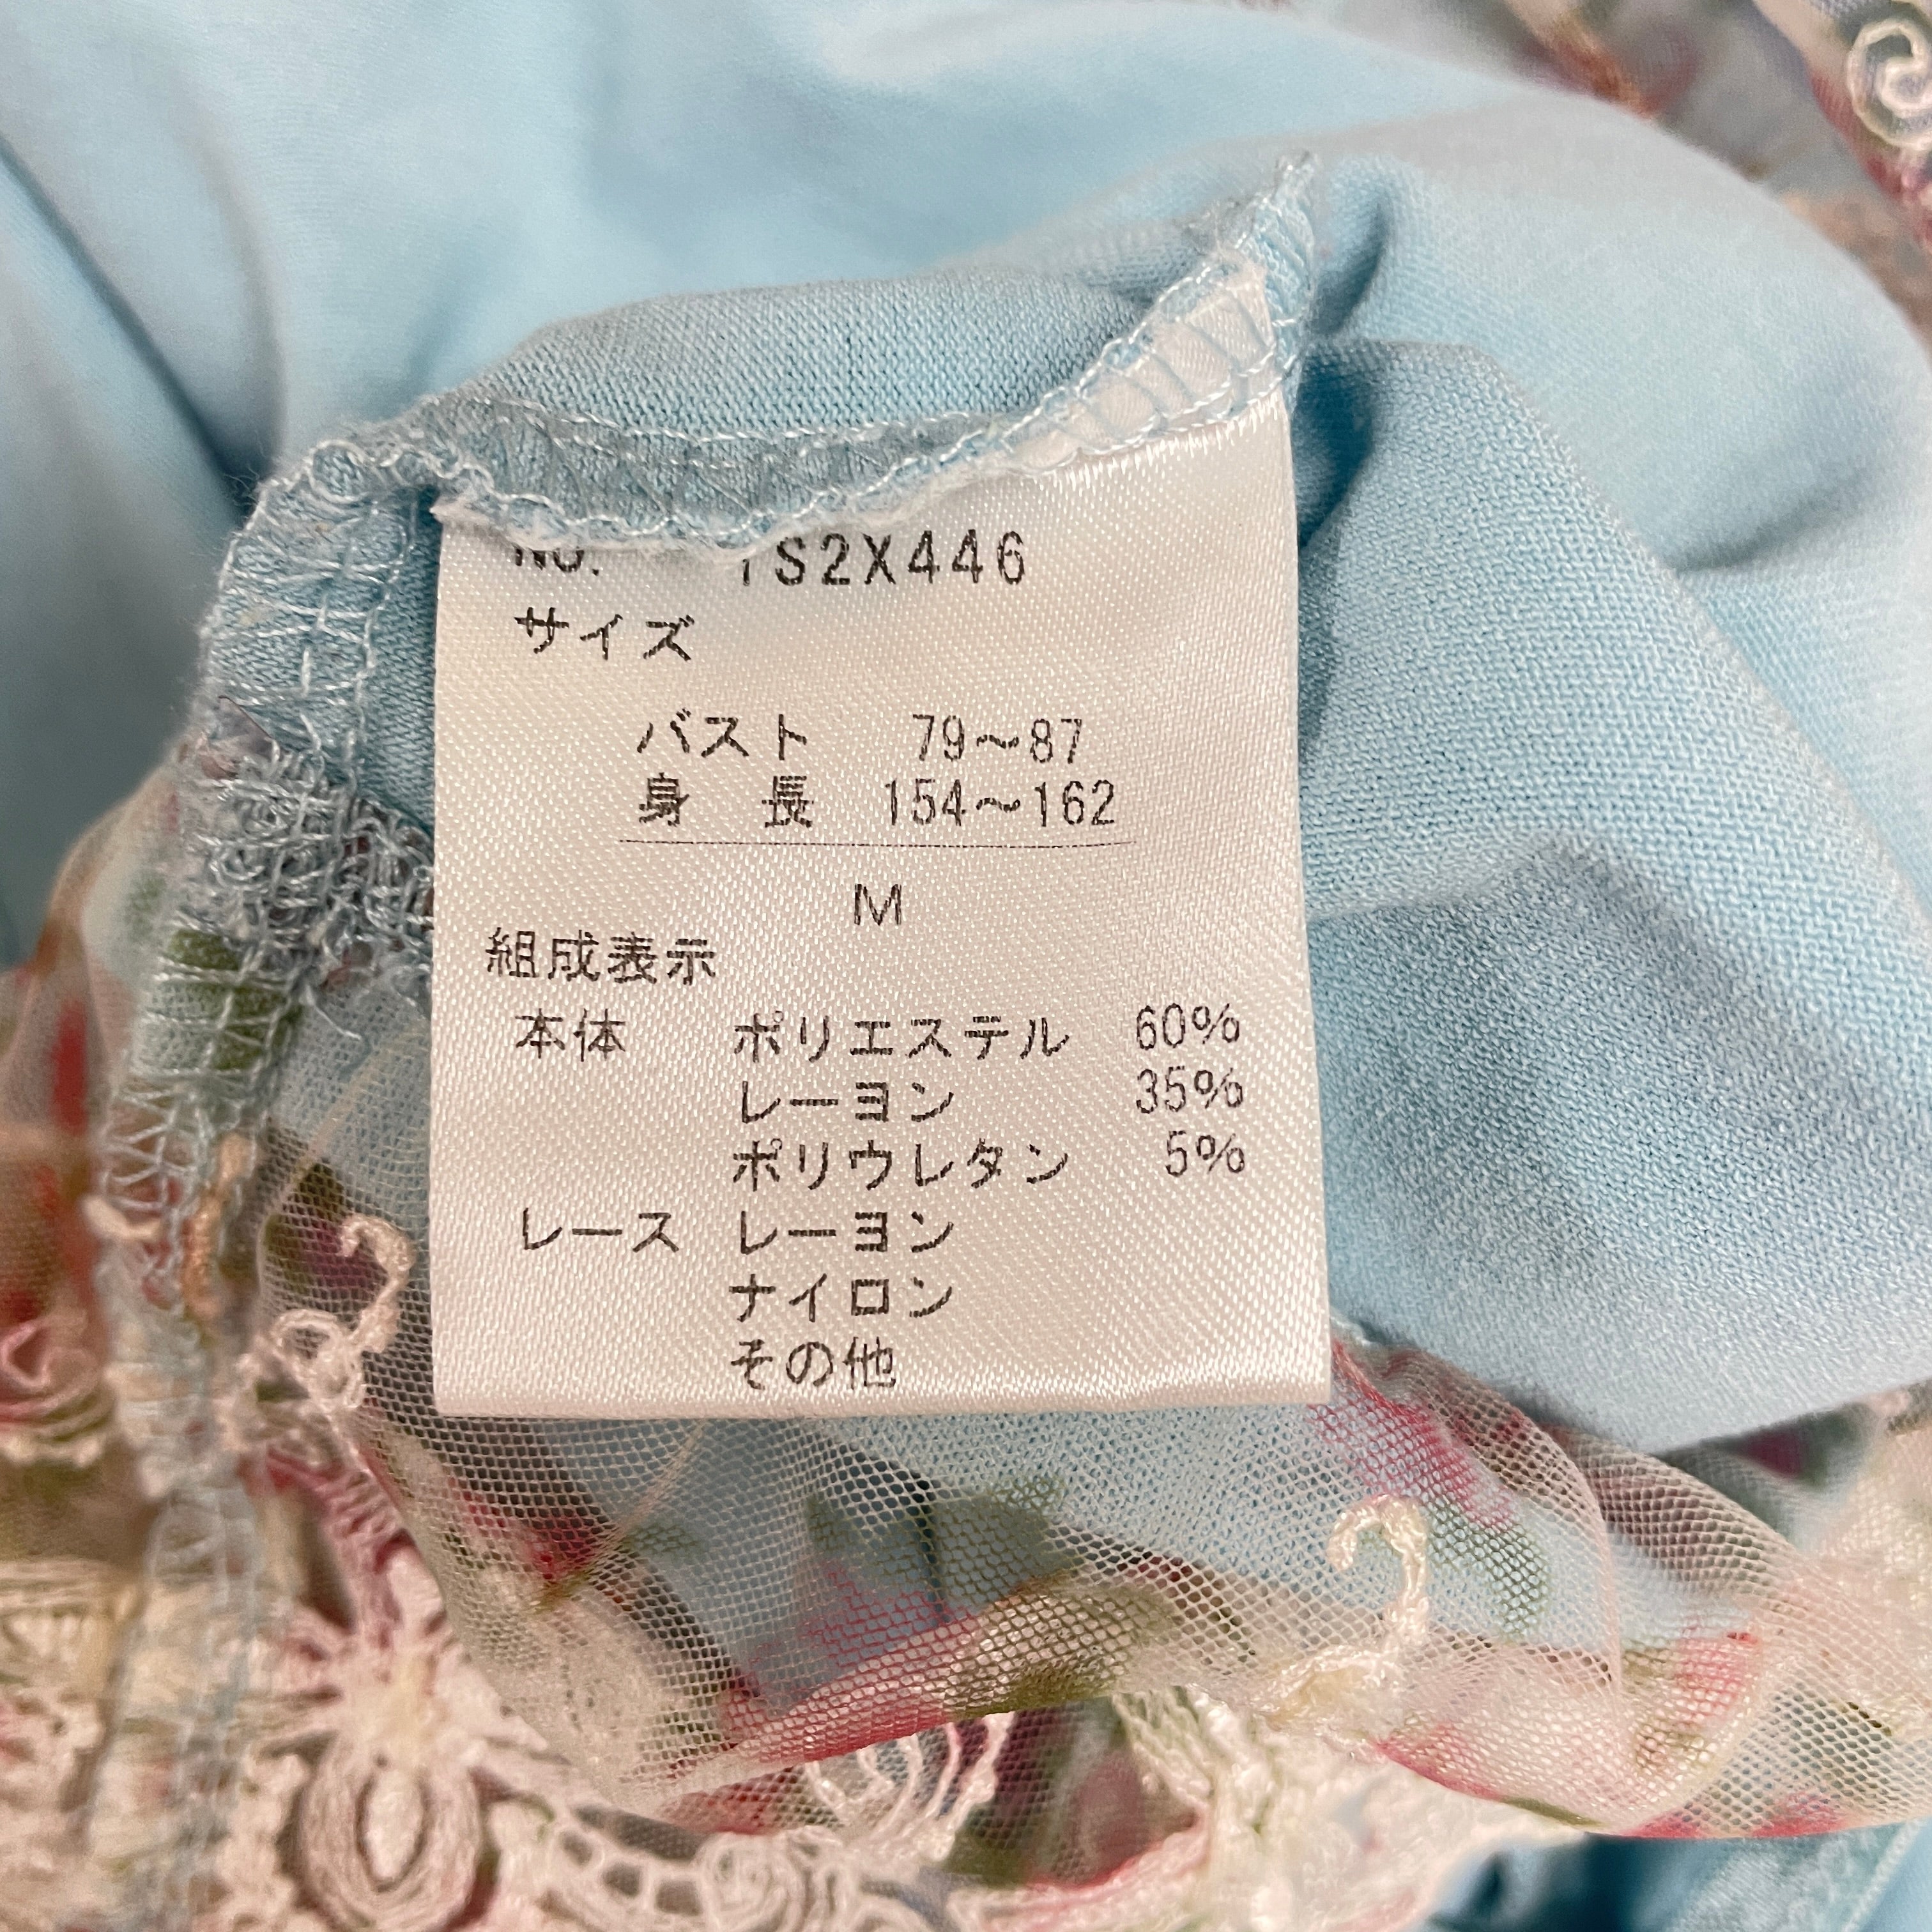 NO. TS2X446
サイズ
バスト 79～87
身 長 154～162
M
組成表示
本体 ポリエステル 60%
レーヨン 35%
ポリウレタン 5%
レース レーヨン
ナイロン
その他